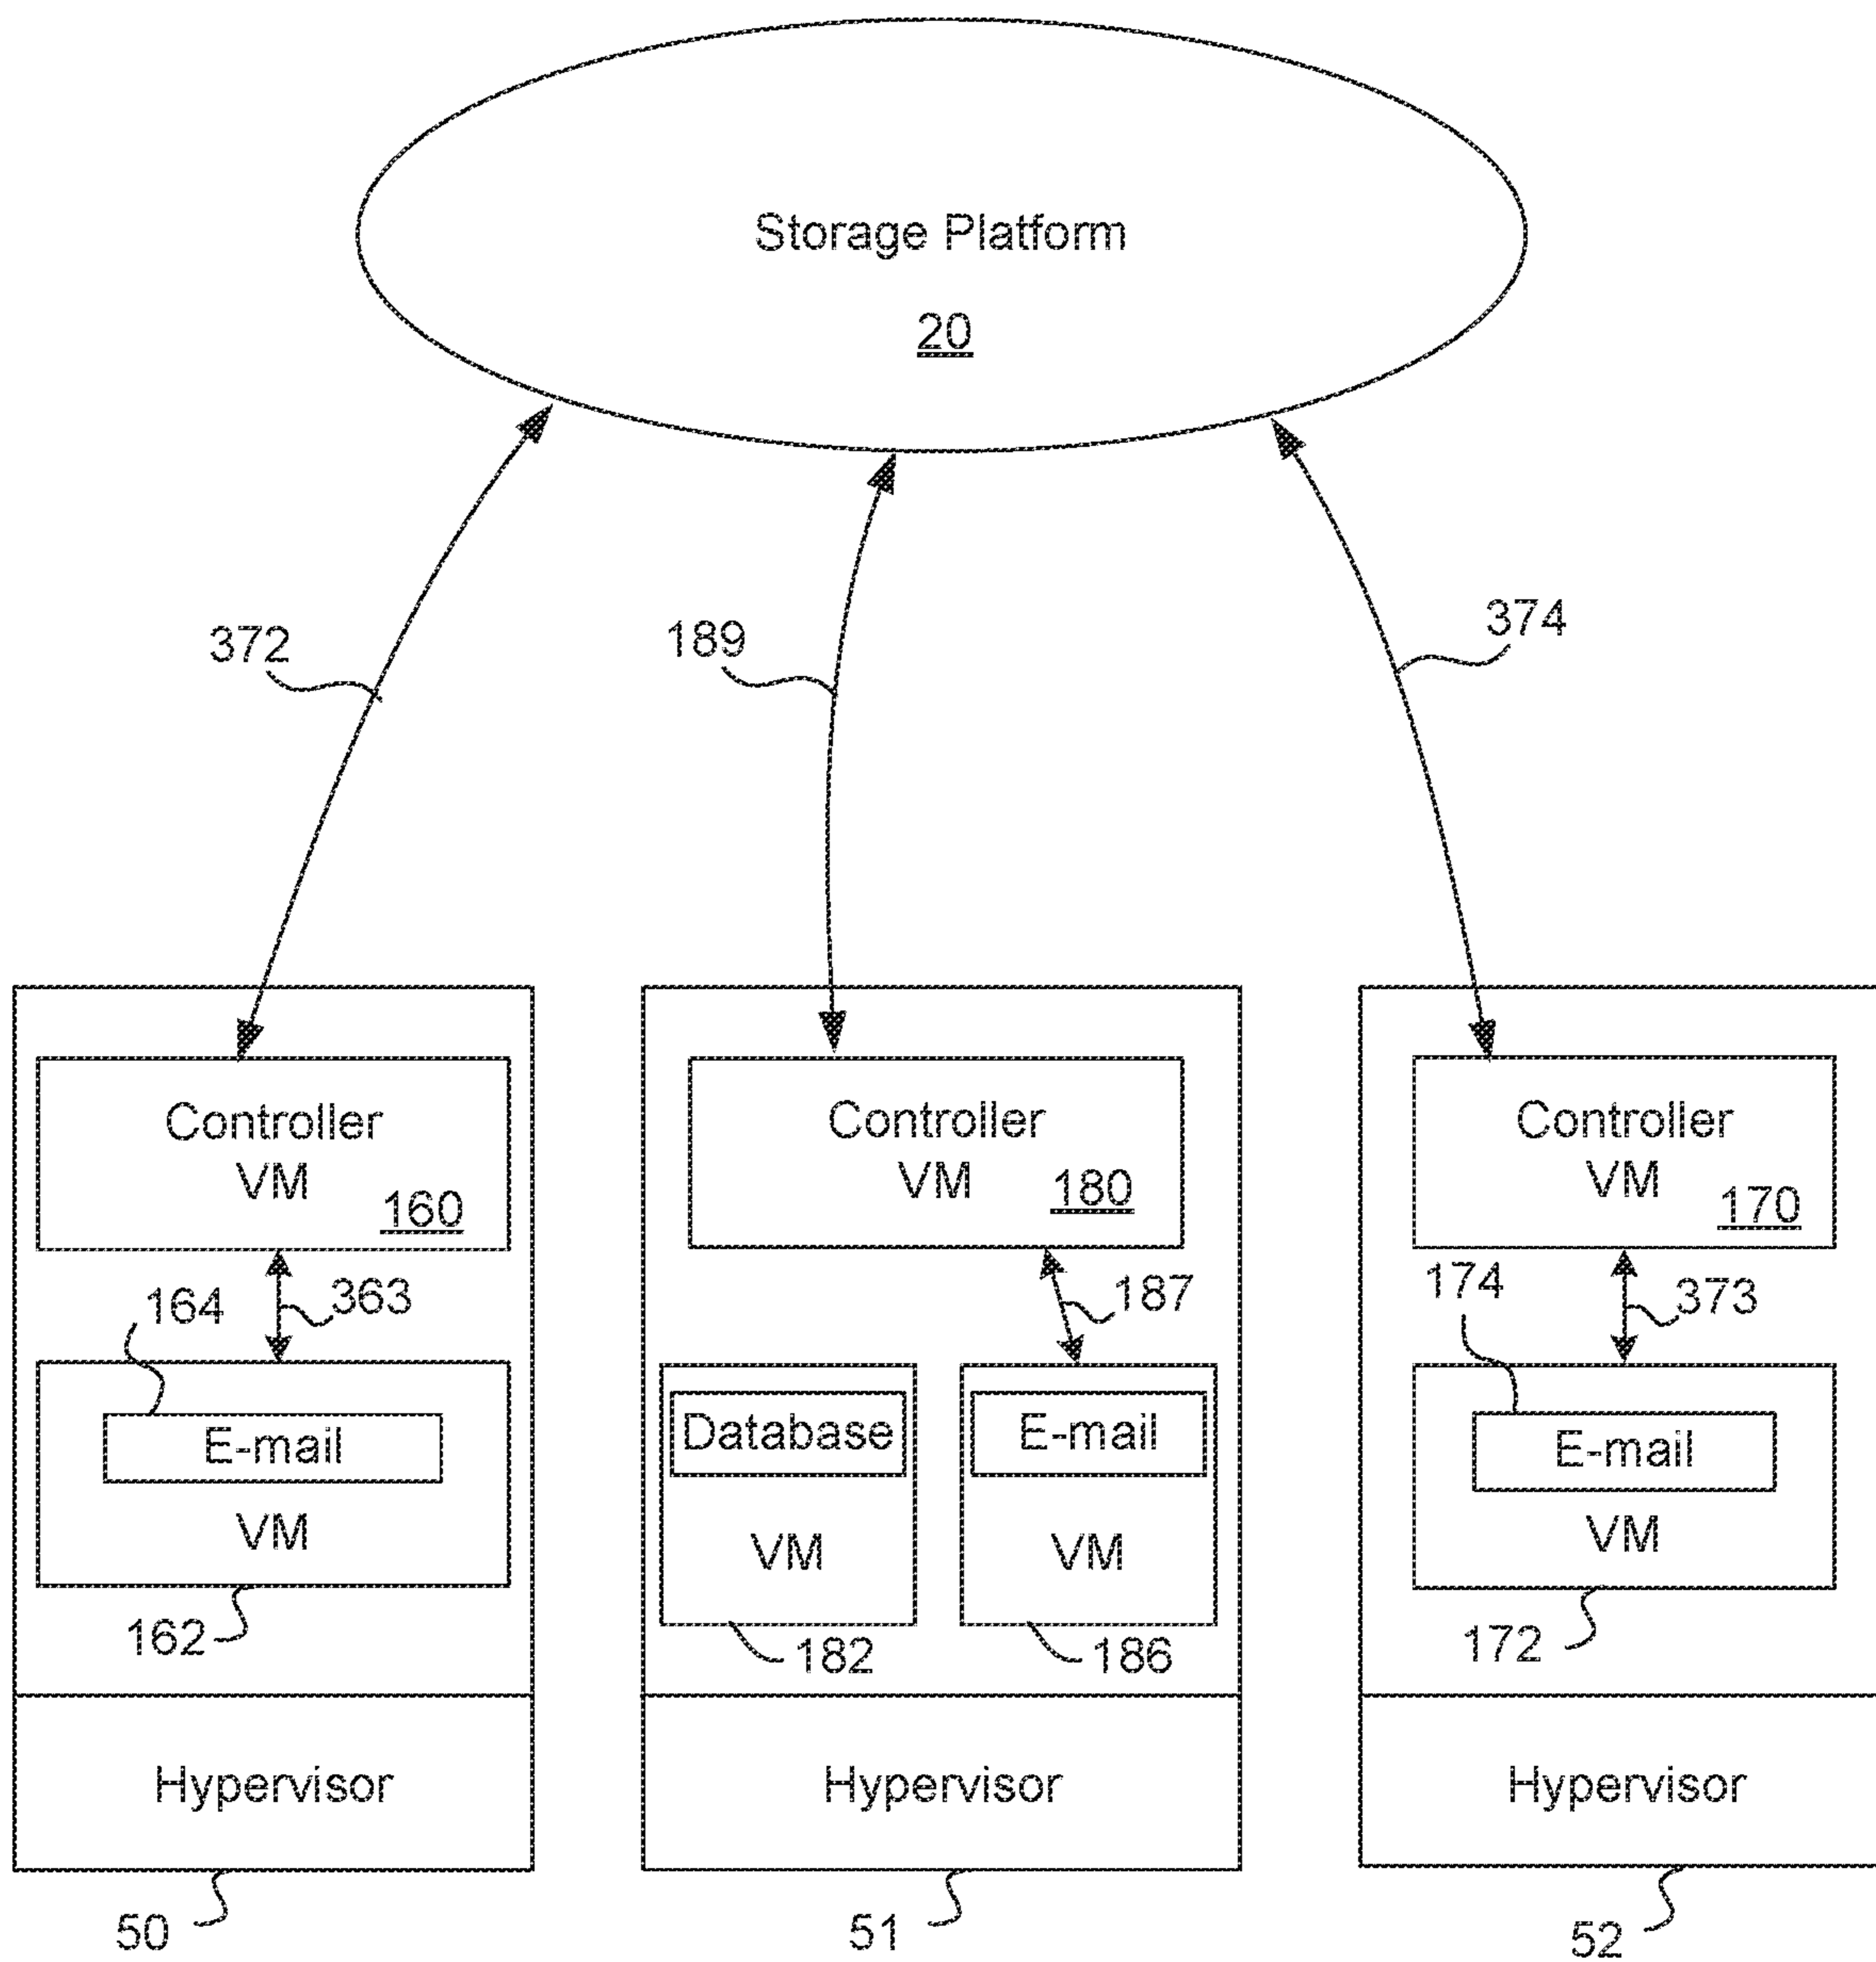 Storage Platform
20
372
189
374
Controller
VM
160
Controller
VM
180
Controller
VM
170
164
363
187
174
373
E-mail
VM
Database
VM
E-mail
VM
E-mail
VM
162
182
186
172
Hypervisor
Hypervisor
Hypervisor
50
51
52